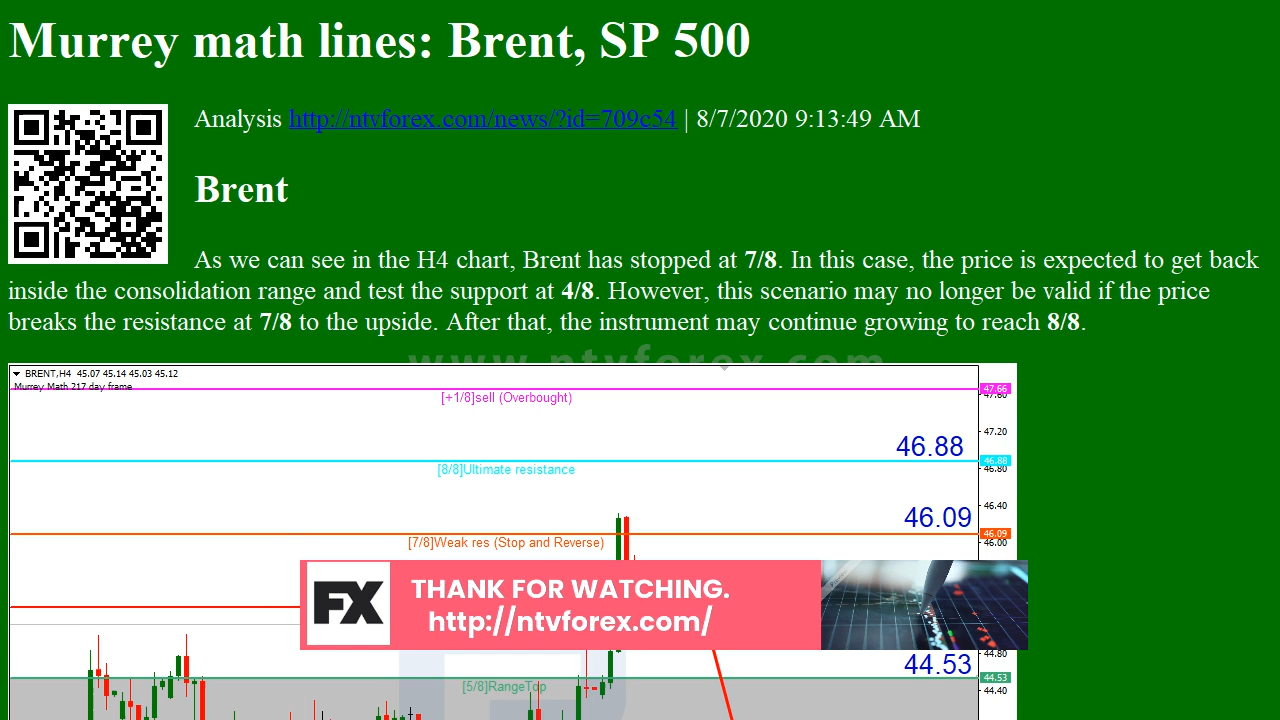 Murrey math lines: Brent, SP 500
Analysis http://ntvforex.com/news/?id=709c54 | 8/7/2020 9:13:49 AM
Brent
As we can see in the H4 chart, Brent has stopped at 7/8. In this case, the price is expected to get back
inside the consolidation range and test the support at 4/8. However, this scenario may no longer be valid if the price
breaks the resistance at 7/8 to the upside. After that, the instrument may continue growing to reach 8/8.
www.ntvforex.com
BRENT,H4 45.07 45.14 45.03 45.12
Murrey Math 217 day frame
47.66
47.60
[+1/8]sell (Overbought)
47.20
46.88
46.88
46.80
[8/8]Ultimate resistance
46.40
46.09
46.09
46.00
[7/8]Weak res (Stop and Reverse)
FX
THANK FOR WATCHING.
http://ntvforex.com/
44.80
44.53
44.53
[5/8]RangeTop
44.40